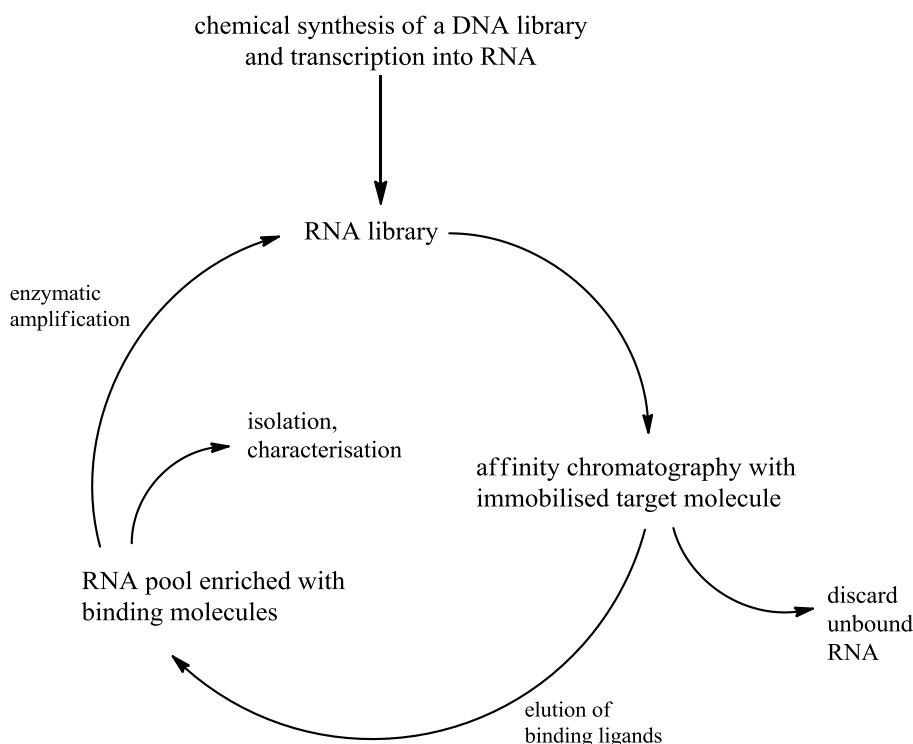 chemical synthesis of a DNA library
and transcription into RNA
RNA library
enzymatic
amplification
isolation,
characterisation
affinity chromatography with
immobilised target molecule
RNA pool enriched with
binding molecules
discard
unbound
RNA
elution of
binding ligands